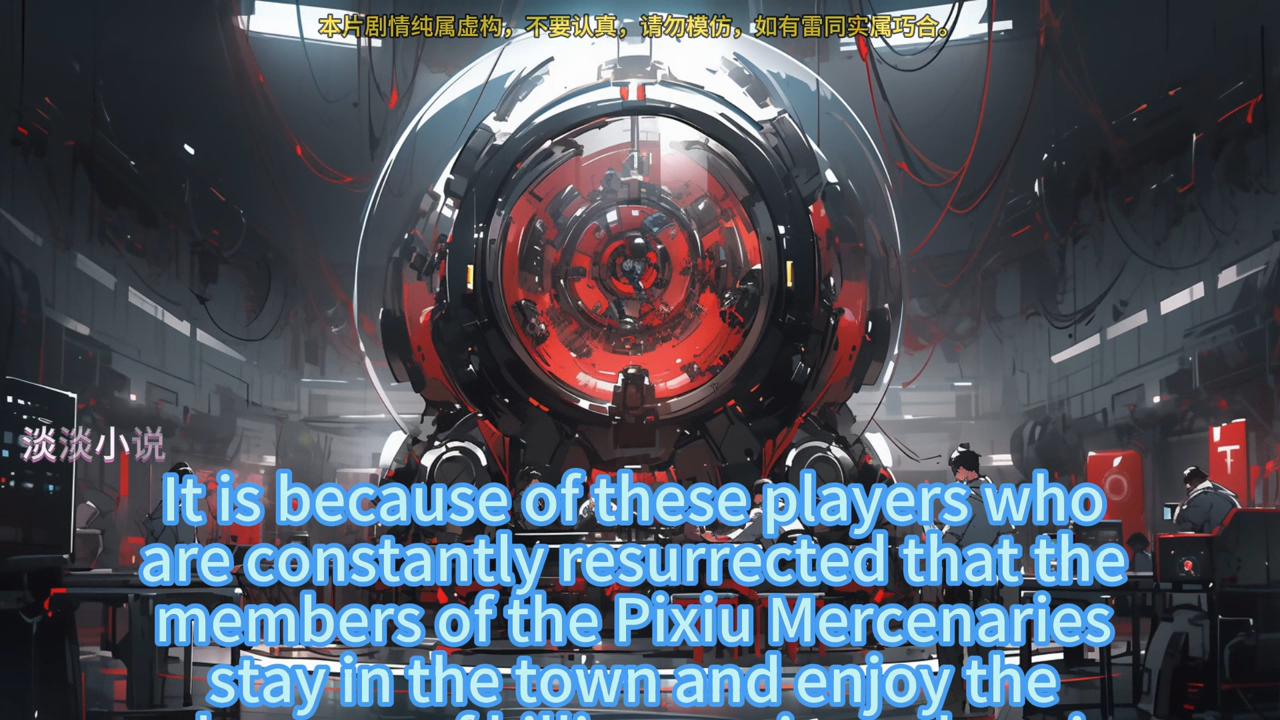 本片剧情纯属虚构，不要认真，请勿模仿，如有雷同实属巧合。
淡淡小说
It is because of these players who
are constantly resurrected that the
members of the Pixiu Mercenaries
stay in the town and enjoy the